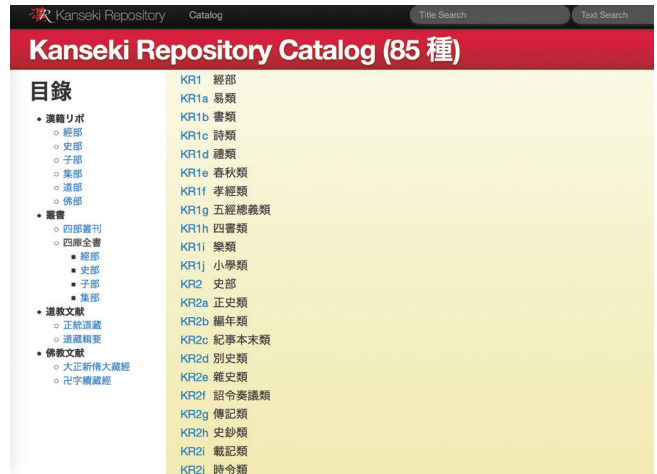 漢 Kanseki Repository Catalog Title Search Text Search
Kanseki Repository Catalog (85 種)
目錄
• 漢籍リポ
○ 經部
○ 史部
○ 子部
○ 集部
○ 道部
○ 佛部
• 叢書
○ 四部叢刊
○ 四庫全書
■ 經部
■ 史部
■ 子部
■ 集部
• 道教文献
○ 正統道藏
○ 道藏輯要
• 佛教文献
○ 大正新脩大藏經
○ 卍字續藏經
KR1 經部
KR1a 易類
KR1b 書類
KR1c 詩類
KR1d 禮類
KR1e 春秋類
KR1f 孝經類
KR1g 五經總義類
KR1h 四書類
KR1i 樂類
KR1j 小學類
KR2 史部
KR2a 正史類
KR2b 編年類
KR2c 紀事本末類
KR2d 別史類
KR2e 雜史類
KR2f 詔令奏議類
KR2g 傳記類
KR2h 史鈔類
KR2i 載記類
KR2j 時令類